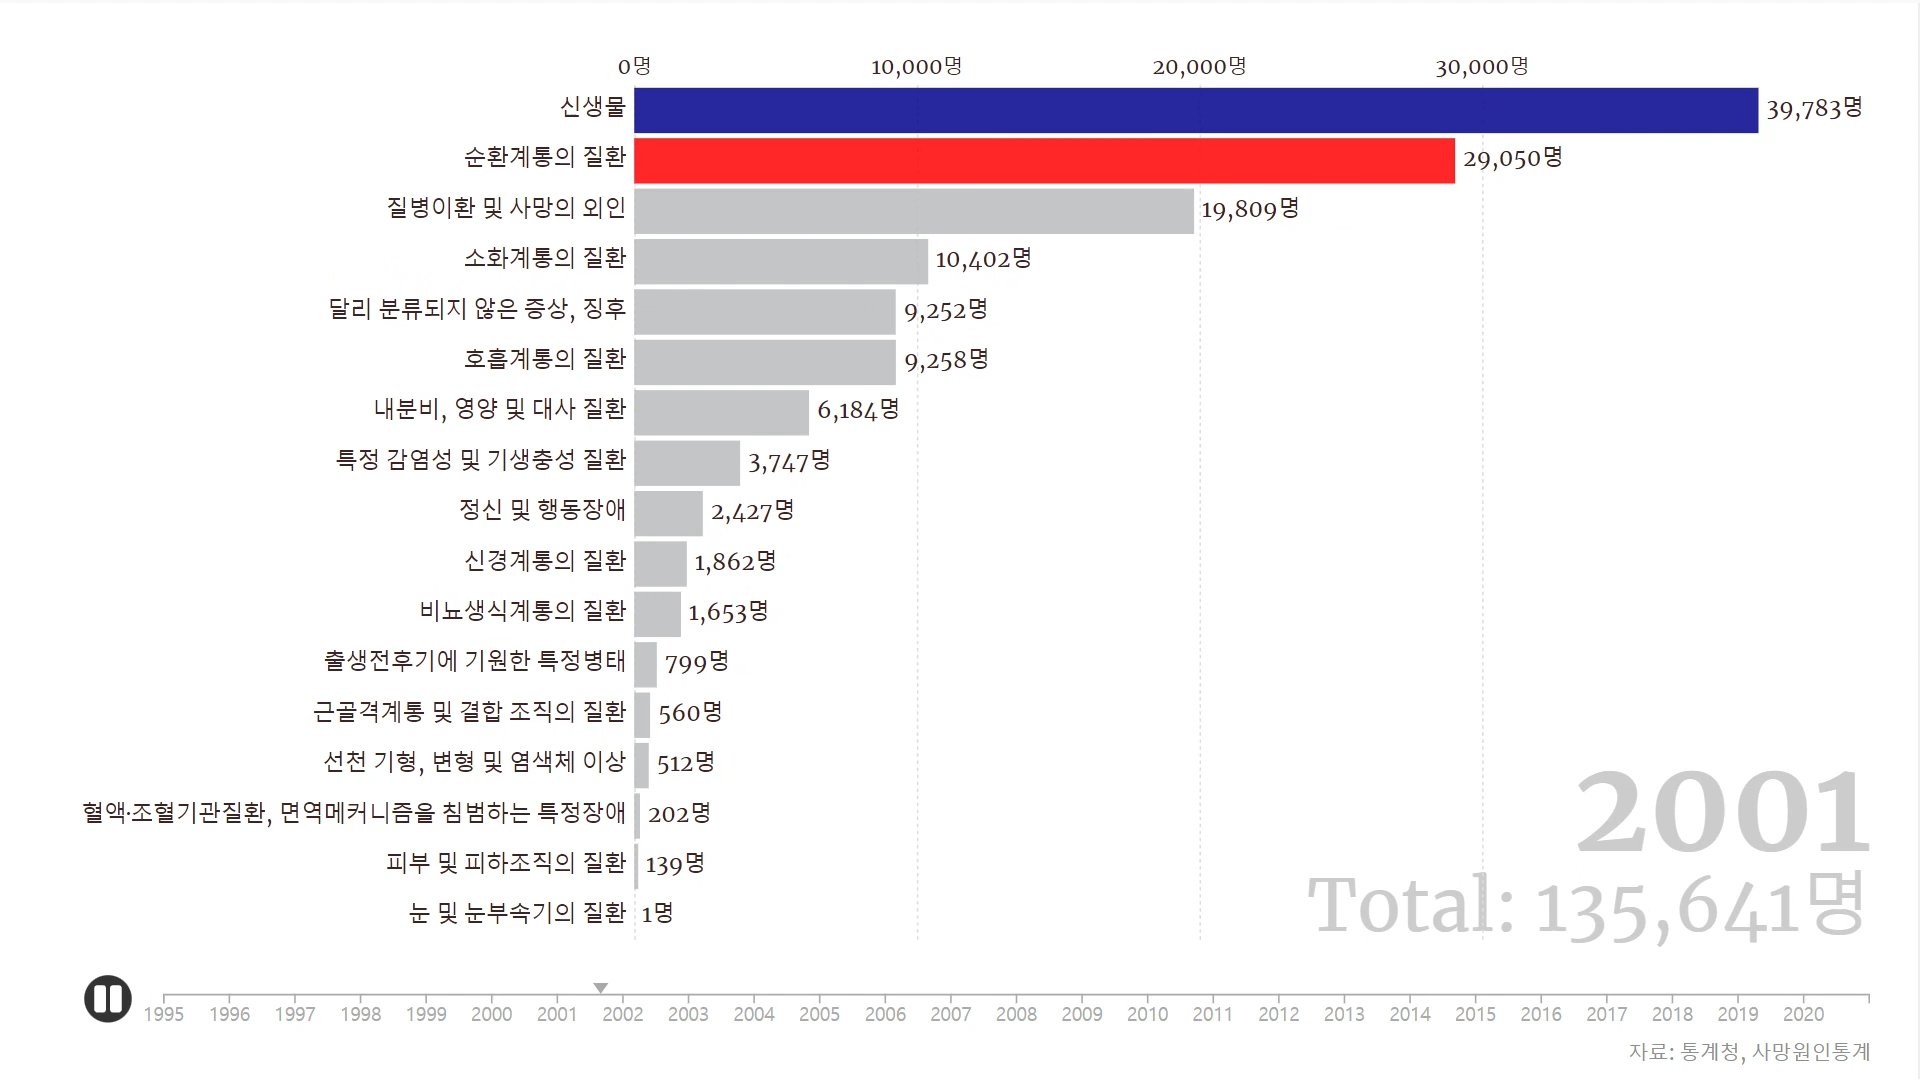 0명 10,000명 20,000명 30,000명
신생물 39,783명
순환계통의 질환 29,050명
질병이환 및 사망의 외인 19,809명
소화계통의 질환 10,402명
달리 분류되지 않은 증상, 징후 9,252명
호흡계통의 질환 9,258명
내분비, 영양 및 대사 질환 6,184명
특정 감염성 및 기생충성 질환 3,747명
정신 및 행동장애 2,427명
신경계통의 질환 1,862명
비뇨생식계통의 질환 1,653명
출생전후기에 기원한 특정병태 799명
근골격계통 및 결합 조직의 질환 560명
선천 기형, 변형 및 염색체 이상 512명
혈액·조혈기관질환, 면역메커니즘을 침범하는 특정장애 202명
피부 및 피하조직의 질환 139명
눈 및 눈부속기의 질환 1명
2001
Total: 135,641명
1995 1996 1997 1998 1999 2000 2001 2002 2003 2004 2005 2006 2007 2008 2009 2010 2011 2012 2013 2014 2015 2016 2017 2018 2019 2020
자료: 통계청, 사망원인통계